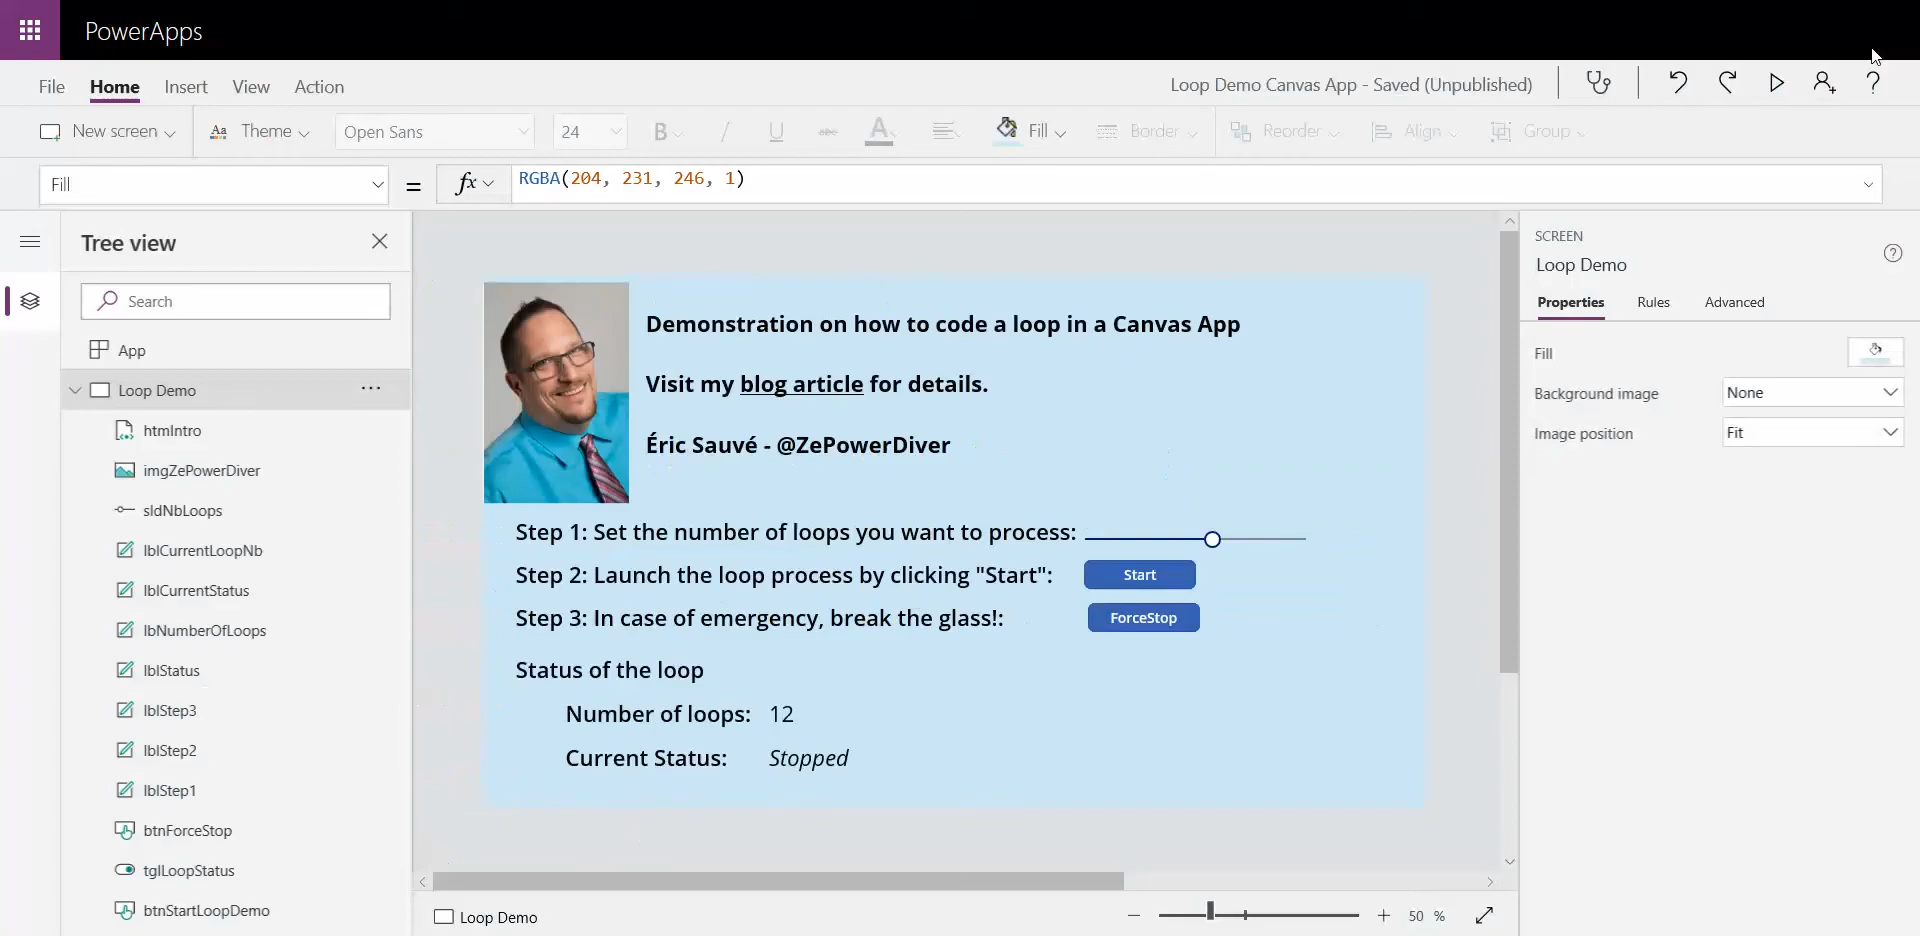 PowerApps
File Home Insert View Action
Loop Demo Canvas App - Saved (Unpublished)
New screen Theme Open Sans 24 B / U abc A Fill Border Reorder Align Group
Fill = fx RGBA(204, 231, 246, 1)
Tree view
Search
App
Loop Demo
htmIntro
imgZePowerDiver
sldNbLoops
lblCurrentLoopNb
lblCurrentStatus
lbNumberOfLoops
lblStatus
lblStep3
lblStep2
lblStep1
btnForceStop
tglLoopStatus
btnStartLoopDemo
Demonstration on how to code a loop in a Canvas App
Visit my blog article for details.
Éric Sauvé - @ZePowerDiver
Step 1: Set the number of loops you want to process:
Step 2: Launch the loop process by clicking "Start": Start
Step 3: In case of emergency, break the glass!: ForceStop
Status of the loop
Number of loops: 12
Current Status: Stopped
Loop Demo
50 %
SCREEN
Loop Demo
Properties Rules Advanced
Fill
Background image None
Image position Fit